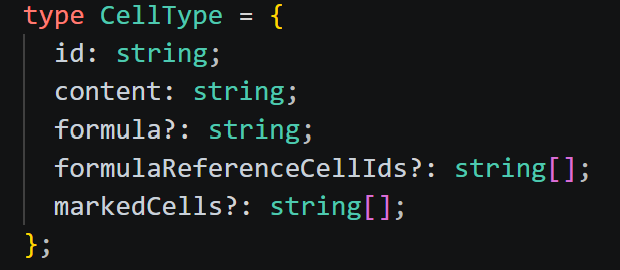 type CellType = {
  id: string;
  content: string;
  formula?: string;
  formulaReferenceCellIds?: string[];
  markedCells?: string[];
};